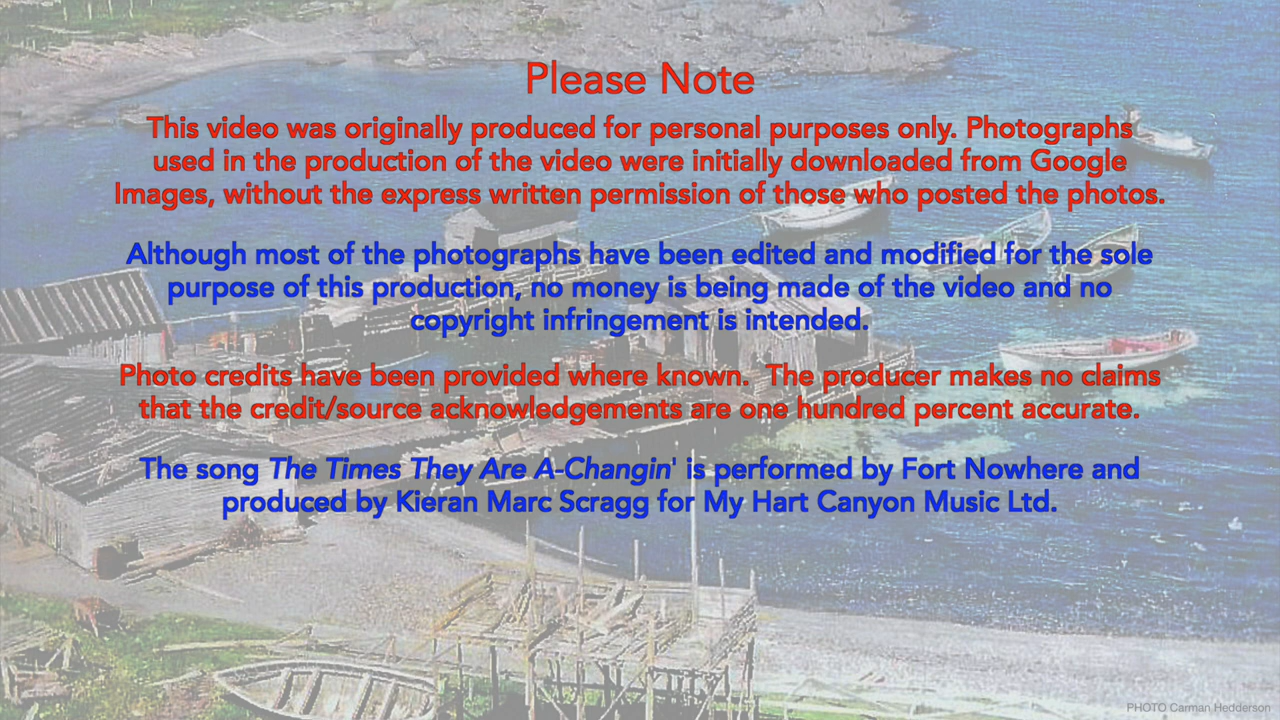 Please Note
This video was originally produced for personal purposes only. Photographs
used in the production of the video were initially downloaded from Google
Images, without the express written permission of those who posted the photos.
Although most of the photographs have been edited and modified for the sole
purpose of this production, no money is being made of the video and no
copyright infringement is intended.
Photo credits have been provided where known.  The producer makes no claims
that the credit/source acknowledgements are one hundred percent accurate.
The song The Times They Are A-Changin' is performed by Fort Nowhere and
produced by Kieran Marc Scragg for My Hart Canyon Music Ltd.
PHOTO Carman Hedderson